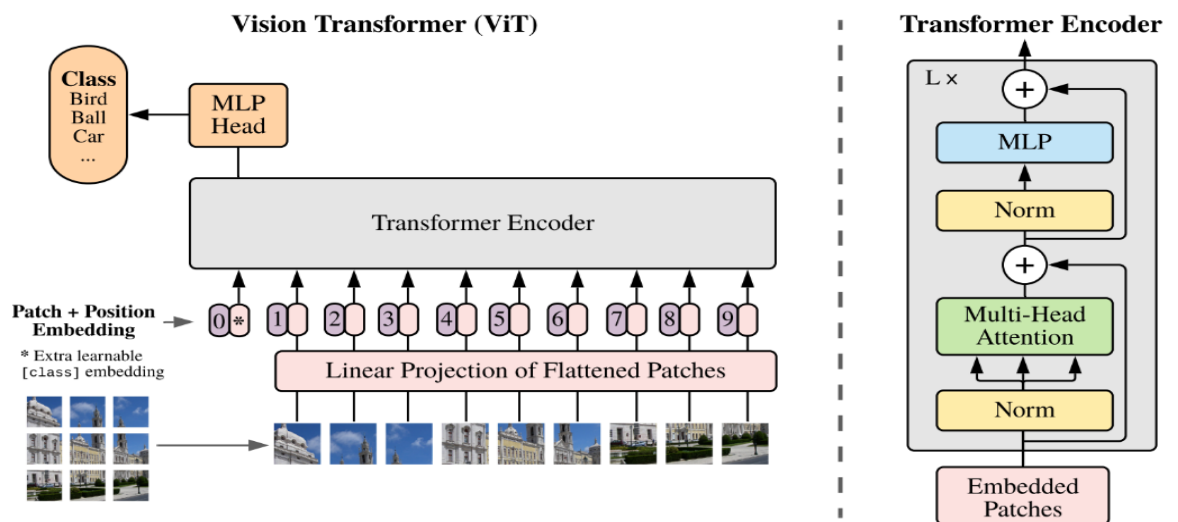 Vision Transformer (ViT)
Class
Bird
Ball
Car
...
MLP
Head
Transformer Encoder
Patch + Position
Embedding
* Extra learnable
[class] embedding
0 * 1 2 3 4 5 6 7 8 9
Linear Projection of Flattened Patches
Transformer Encoder
L ×
+
MLP
Norm
+
Multi-Head
Attention
Norm
Embedded
Patches